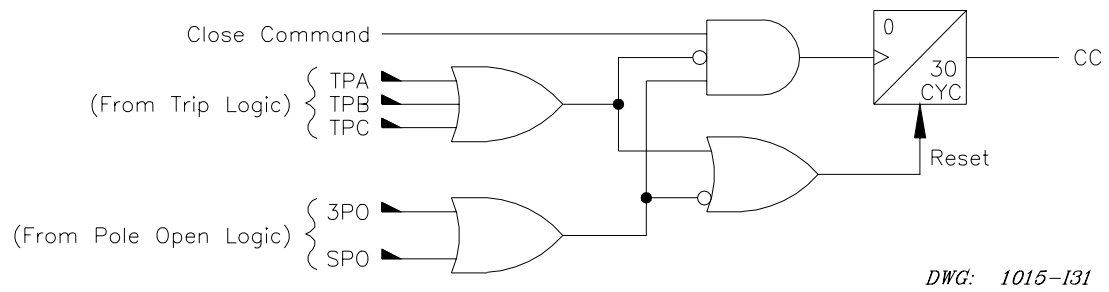 Close Command
0
30
CYC
CC
(From Trip Logic)
TPA
TPB
TPC
Reset
(From Pole Open Logic)
3PO
SPO
DWG: 1015-I31